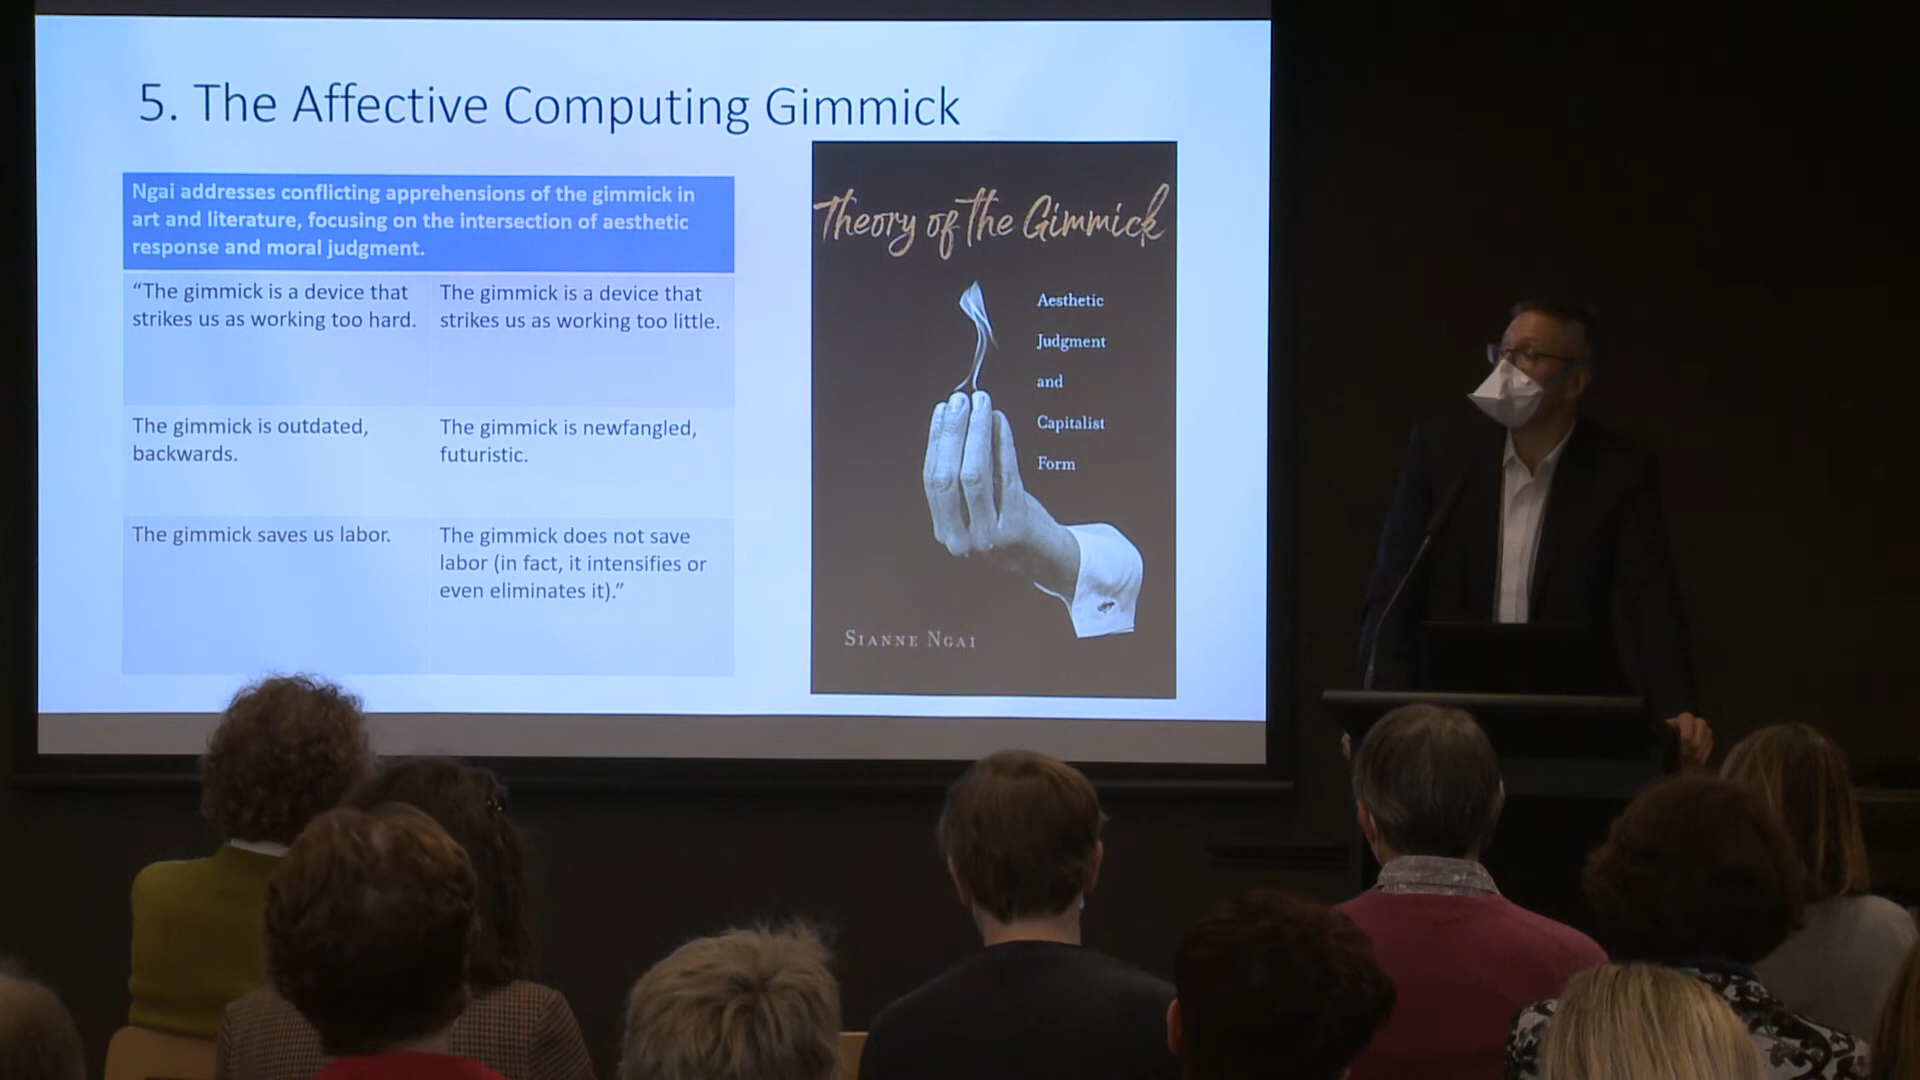 5. The Affective Computing Gimmick
Ngai addresses conflicting apprehensions of the gimmick in
art and literature, focusing on the intersection of aesthetic
response and moral judgment.
“The gimmick is a device that
strikes us as working too hard.
The gimmick is a device that
strikes us as working too little.
The gimmick is outdated,
backwards.
The gimmick is newfangled,
futuristic.
The gimmick saves us labor.
The gimmick does not save
labor (in fact, it intensifies or
even eliminates it).”
Theory of the Gimmick
Aesthetic
Judgment
and
Capitalist
Form
SIANNE NGAI